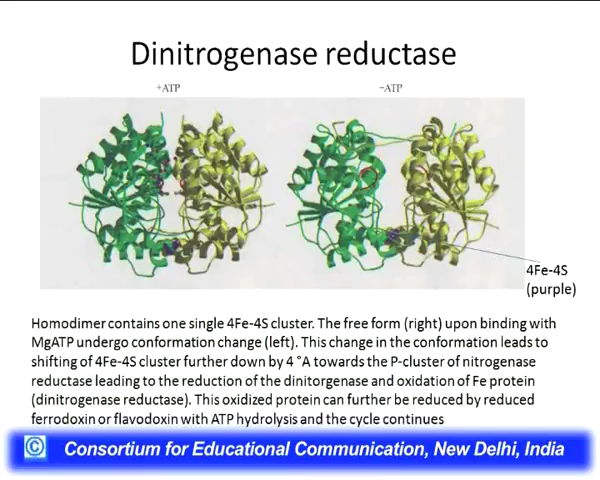 Dinitrogenase reductase
+ATP
−ATP
4Fe-4S
(purple)
Homodimer contains one single 4Fe-4S cluster. The free form (right) upon binding with
MgATP undergo conformation change (left). This change in the conformation leads to
shifting of 4Fe-4S cluster further down by 4 °A towards the P-cluster of nitrogenase
reductase leading to the reduction of the dinitorgenase and oxidation of Fe protein
(dinitrogenase reductase). This oxidized protein can further be reduced by reduced
ferrodoxin or flavodoxin with ATP hydrolysis and the cycle continues
© Consortium for Educational Communication, New Delhi, India